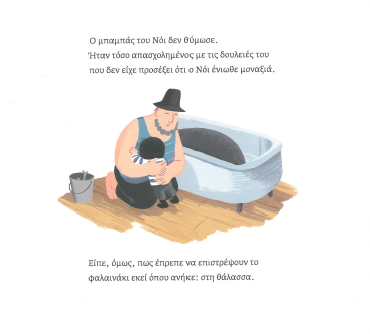 Ο μπαμπάς του Νόι δεν θύμωσε.
Ήταν τόσο απασχολημένος με τις δουλειές του
που δεν είχε προσέξει ότι ο Νόι ένιωθε μοναξιά.
Είπε, όμως, πως έπρεπε να επιστρέψουν το
φαλαινάκι εκεί όπου ανήκε: στη θάλασσα.